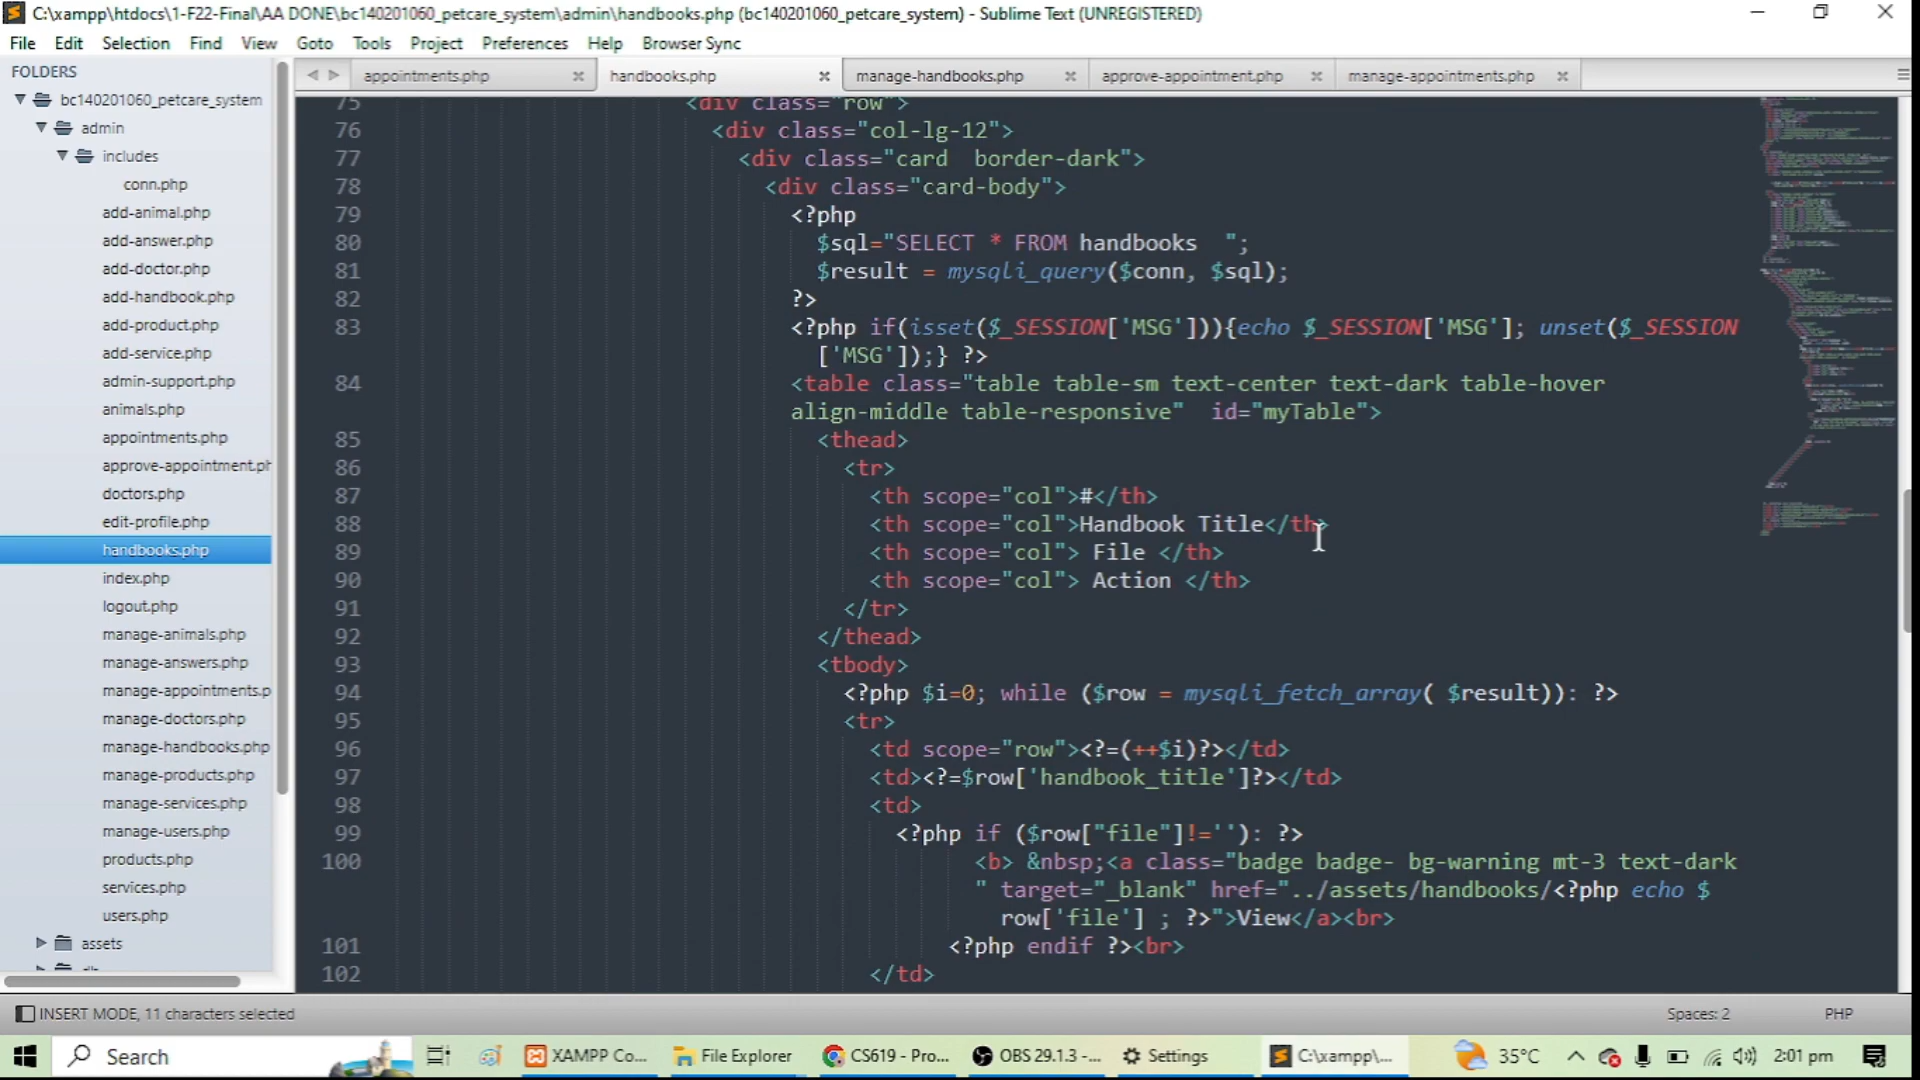 C:\xampp\htdocs\1-F22-Final\AA DONE\bc140201060_petcare_system\admin\handbooks.php (bc140201060_petcare_system) - Sublime Text (UNREGISTERED)
File Edit Selection Find View Goto Tools Project Preferences Help Browser Sync
FOLDERS
bc140201060_petcare_system
admin
includes
conn.php
add-animal.php
add-answer.php
add-doctor.php
add-handbook.php
add-product.php
add-service.php
admin-support.php
animals.php
appointments.php
approve-appointment.ph
doctors.php
edit-profile.php
handbooks.php
index.php
logout.php
manage-animals.php
manage-answers.php
manage-appointments.p
manage-doctors.php
manage-handbooks.php
manage-products.php
manage-services.php
manage-users.php
products.php
services.php
users.php
assets
appointments.php handbooks.php manage-handbooks.php approve-appointment.php manage-appointments.php
75 <div class="row">
76 <div class="col-lg-12">
77 <div class="card  border-dark">
78 <div class="card-body">
79 <?php
80 $sql="SELECT * FROM handbooks  ";
81 $result = mysqli_query($conn, $sql);
82 ?>
83 <?php if(isset($_SESSION['MSG'])){echo $_SESSION['MSG']; unset($_SESSION
['MSG']);} ?>
84 <table class="table table-sm text-center text-dark table-hover
align-middle table-responsive"  id="myTable">
85 <thead>
86 <tr>
87 <th scope="col">#</th>
88 <th scope="col">Handbook Title</th>
89 <th scope="col"> File </th>
90 <th scope="col"> Action </th>
91 </tr>
92 </thead>
93 <tbody>
94 <?php $i=0; while ($row = mysqli_fetch_array( $result)): ?>
95 <tr>
96 <td scope="row"><?=(++$i)?></td>
97 <td><?=$row['handbook_title']?></td>
98 <td>
99 <?php if ($row["file"]!=''): ?>
100 <b> &nbsp;<a class="badge badge- bg-warning mt-3 text-dark
" target="_blank" href="../assets/handbooks/<?php echo $
row['file'] ; ?>">View</a><br>
101 <?php endif ?><br>
102 </td>
INSERT MODE, 11 characters selected Spaces: 2 PHP
Search XAMPP Co... File Explorer CS619 - Pro... OBS 29.1.3 -... Settings C:\xampp\... 35°C 2:01 pm